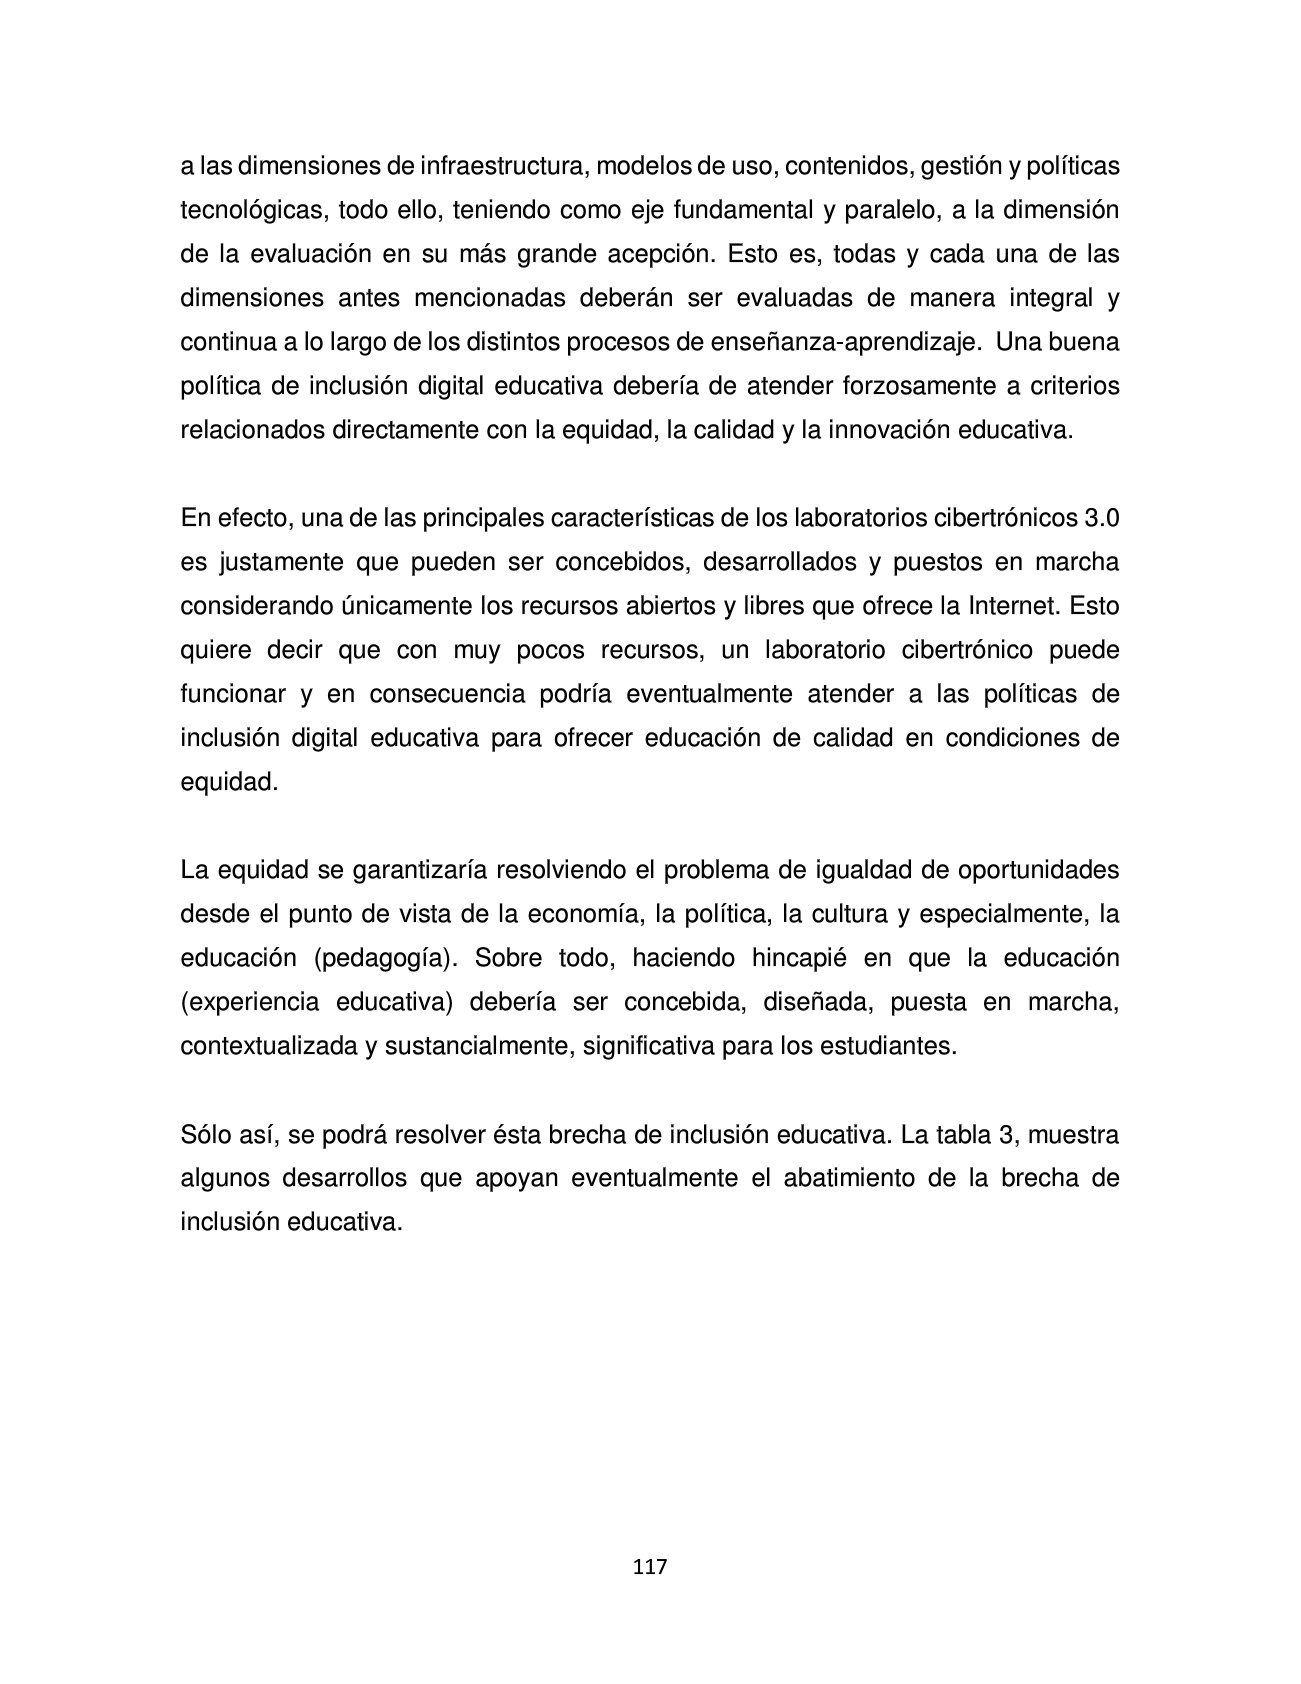 a las dimensiones de infraestructura, modelos de uso, contenidos, gestión y políticas
tecnológicas, todo ello, teniendo como eje fundamental y paralelo, a la dimensión
de la evaluación en su más grande acepción. Esto es, todas y cada una de las
dimensiones antes mencionadas deberán ser evaluadas de manera integral y
continua a lo largo de los distintos procesos de enseñanza-aprendizaje.  Una buena
política de inclusión digital educativa debería de atender forzosamente a criterios
relacionados directamente con la equidad, la calidad y la innovación educativa.
En efecto, una de las principales características de los laboratorios cibertrónicos 3.0
es justamente que pueden ser concebidos, desarrollados y puestos en marcha
considerando únicamente los recursos abiertos y libres que ofrece la Internet. Esto
quiere decir que con muy pocos recursos, un laboratorio cibertrónico puede
funcionar y en consecuencia podría eventualmente atender a las políticas de
inclusión digital educativa para ofrecer educación de calidad en condiciones de
equidad.
La equidad se garantizaría resolviendo el problema de igualdad de oportunidades
desde el punto de vista de la economía, la política, la cultura y especialmente, la
educación (pedagogía). Sobre todo, haciendo hincapié en que la educación
(experiencia educativa) debería ser concebida, diseñada, puesta en marcha,
contextualizada y sustancialmente, significativa para los estudiantes.
Sólo así, se podrá resolver ésta brecha de inclusión educativa. La tabla 3, muestra
algunos desarrollos que apoyan eventualmente el abatimiento de la brecha de
inclusión educativa.
117